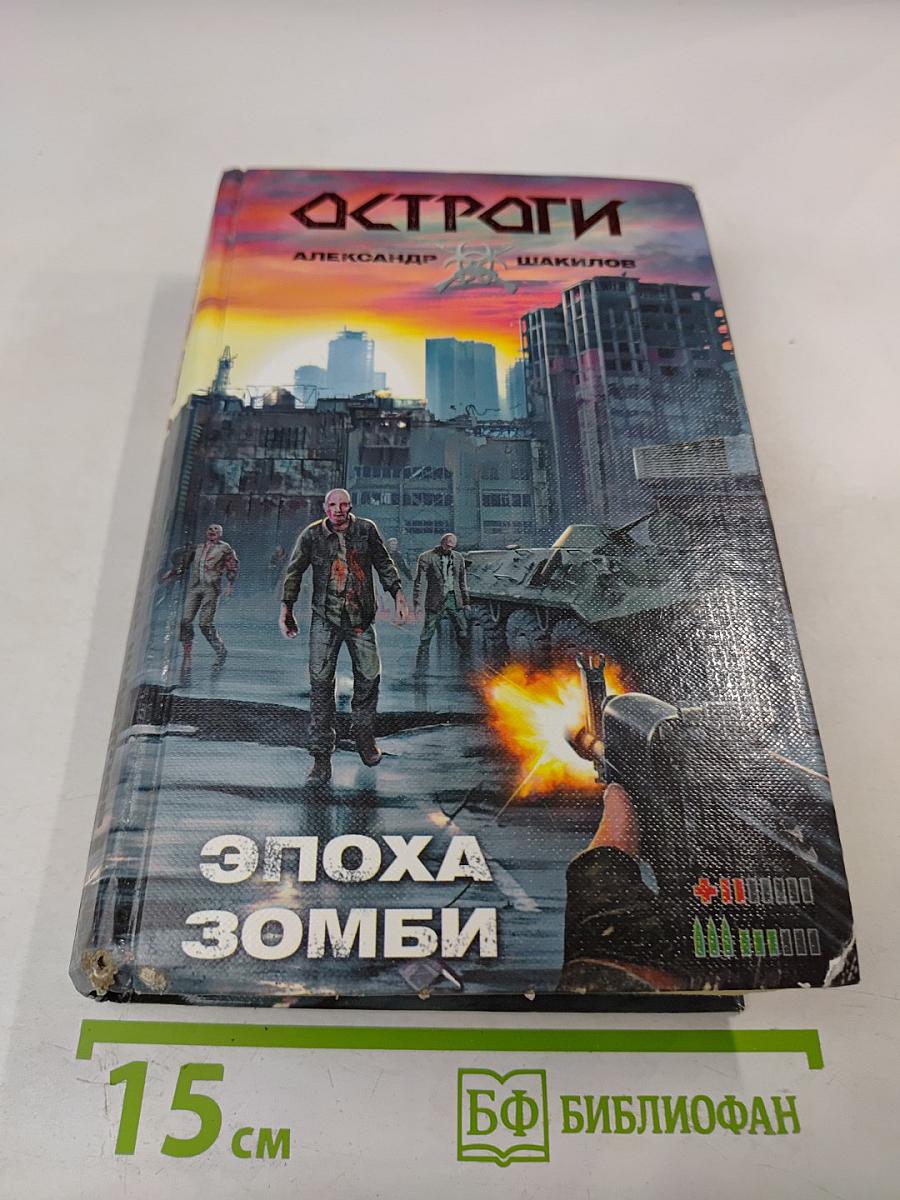 ОСТРОГИ
АЛЕКСАНДР ШАКИЛОВ
ЭПОХА
ЗОМБИ
15 см
БФ БИБЛИОФАН